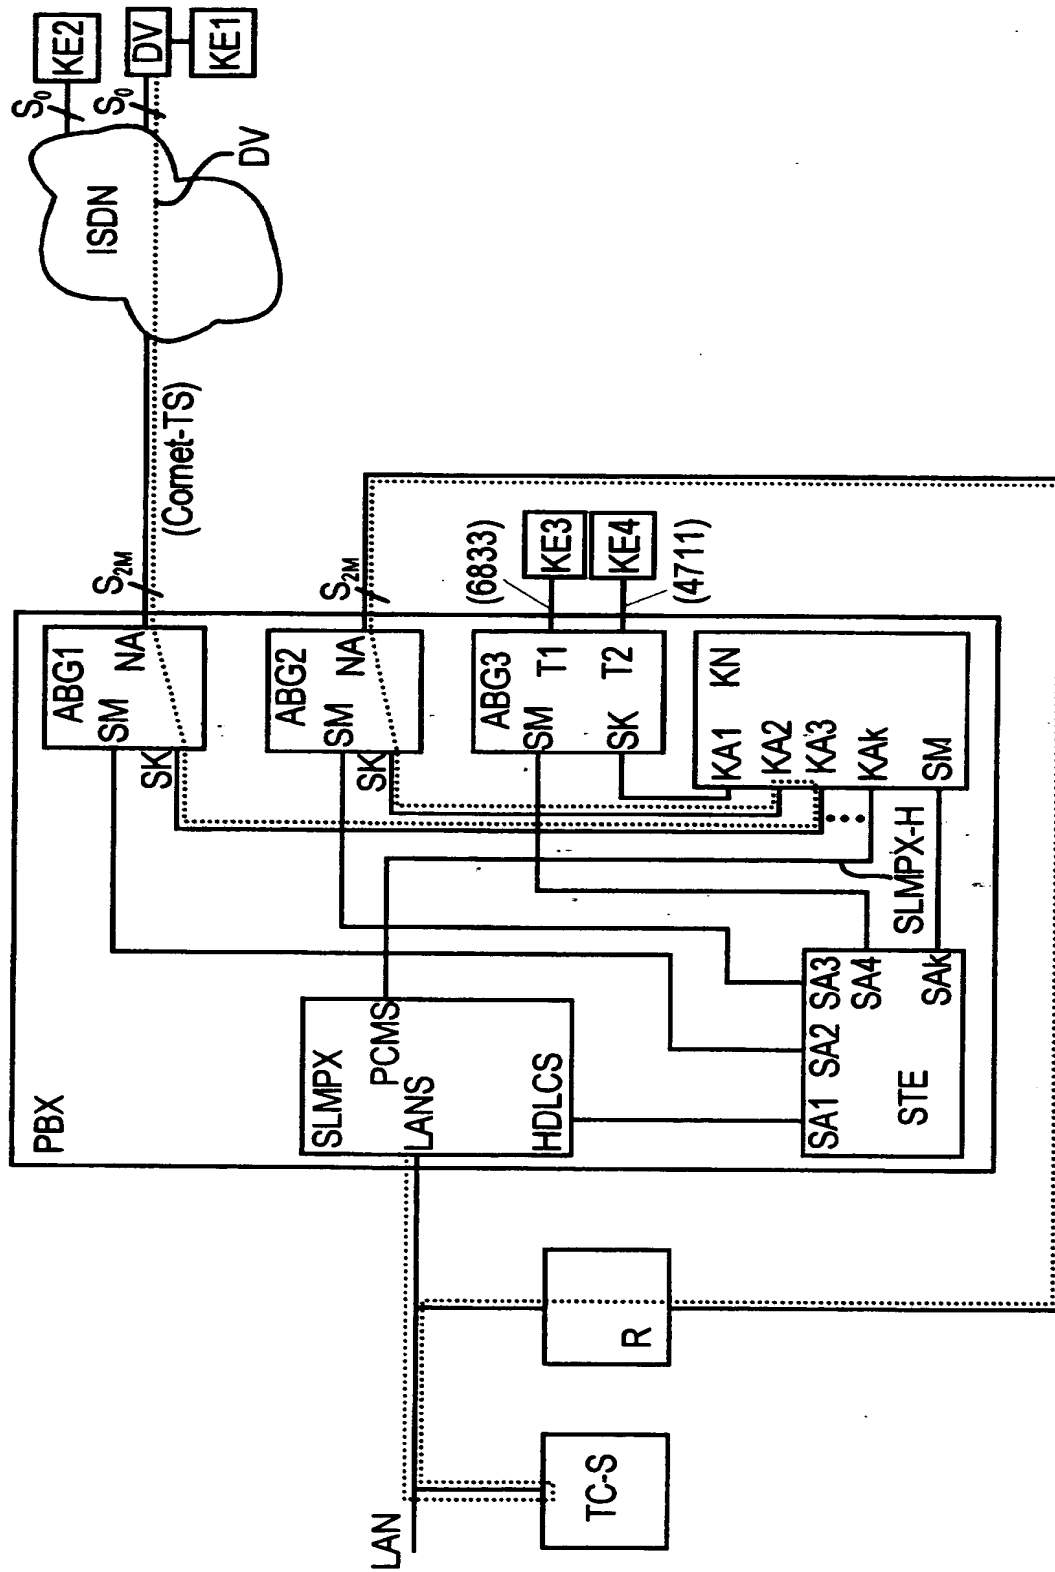 LAN
TC-S
R
PBX
SLMPX
PCMS
LANS
HDLCS
SA1
SA2
SA3
SA4
SAk
STE
SLMPX-H
ABG1
SM
NA
SK
ABG2
SM
NA
SK
ABG3
SM
T1
SK
T2
KA1
KN
KA2
KA3
KAk
SM
S2M
S2M
(Cornet-TS)
(6833)
KE3
KE4
(4711)
ISDN
DV
S0
S0
KE2
DV
KE1